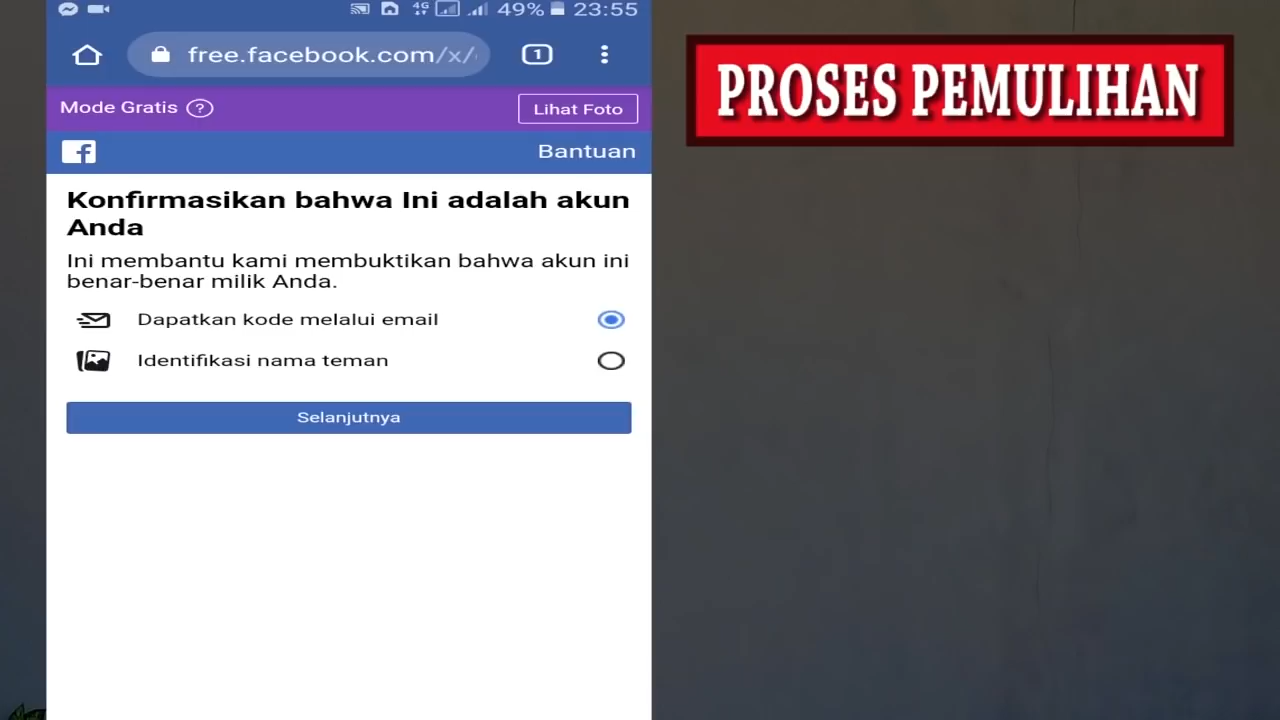 4G 49% 23:55
free.facebook.com/x/
1
Mode Gratis ?
Lihat Foto
Bantuan
Konfirmasikan bahwa Ini adalah akun
Anda
Ini membantu kami membuktikan bahwa akun ini
benar-benar milik Anda.
Dapatkan kode melalui email
Identifikasi nama teman
Selanjutnya
PROSES PEMULIHAN